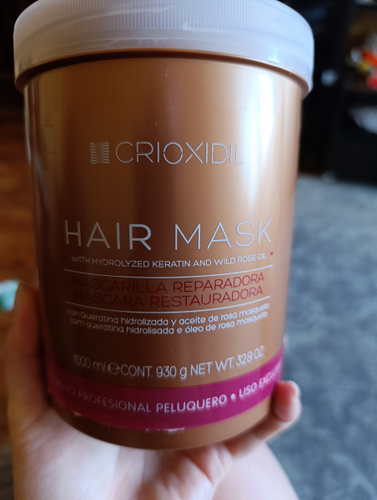 CRIOXIDIL
HAIR MASK
WITH HYDROLYZED KERATIN AND WILD ROSE OIL
MASCARILLA REPARADORA
MÁSCARA RESTAURADORA
con queratina hidrolizada y aceite de rosa mosqueta
com queratina hidrolisada e óleo de rosa mosqueta
1000 ml e CONT. 930 g NET WT. 32.8 OZ.
PROFESIONAL PELUQUERO • USO